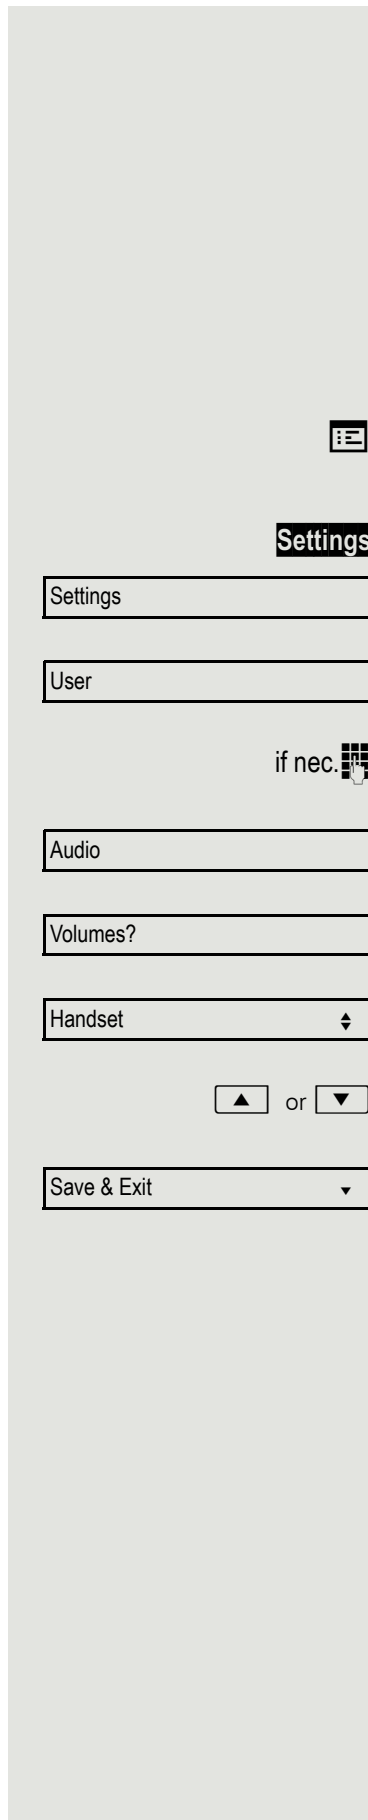 Settings
Settings
User
if nec.
Audio
Volumes?
Handset
or
Save & Exit